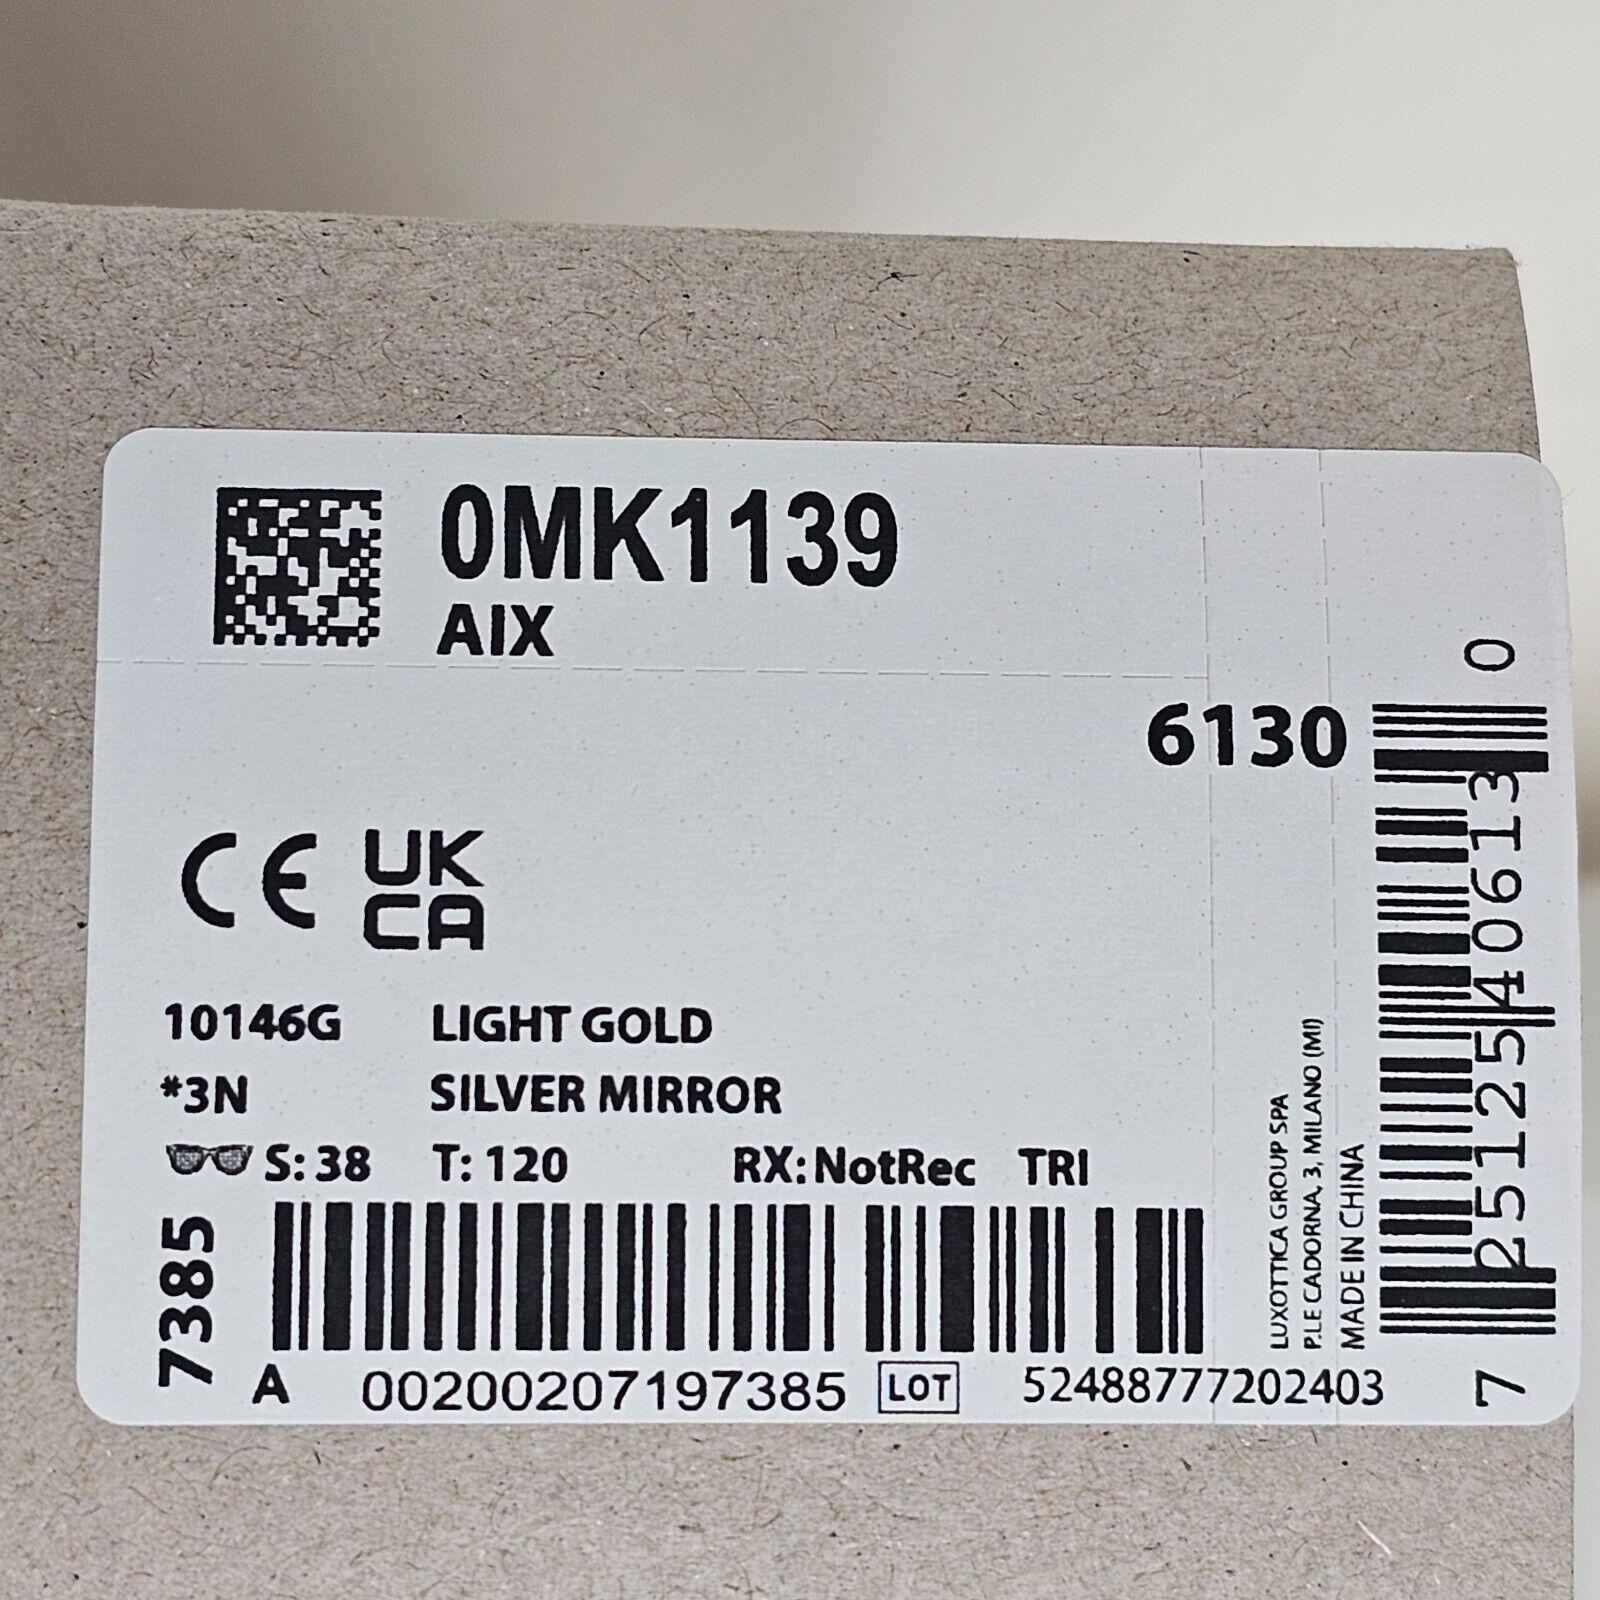 0MK1139
AIX
6130
CE UK
CA
10146G LIGHT GOLD
*3N SILVER MIRROR
S: 38 T: 120 RX: NotRec TRI
7385
A 00200207197385 LOT 52488777202403
LUXOTTICA GROUP SPA
P.LE CADORNA, 3, MILANO (MI)
MADE IN CHINA
7 25125 40613 0